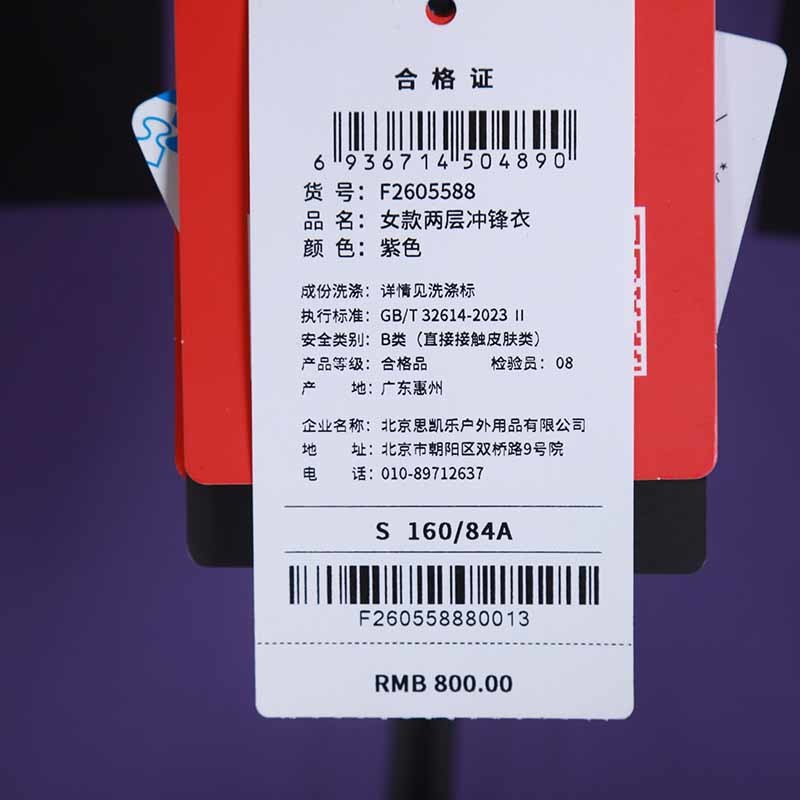 合格证
6 936714 504890
货 号：F2605588
品 名：女款两层冲锋衣
颜 色：紫色
成份洗涤：详情见洗涤标
执行标准：GB/T 32614-2023 II
安全类别：B类（直接接触皮肤类）
产品等级：合格品 检验员：08
产 地：广东惠州
企业名称：北京思凯乐户外用品有限公司
地 址：北京市朝阳区双桥路9号院
电 话：010-89712637
S 160/84A
F260558880013
RMB 800.00